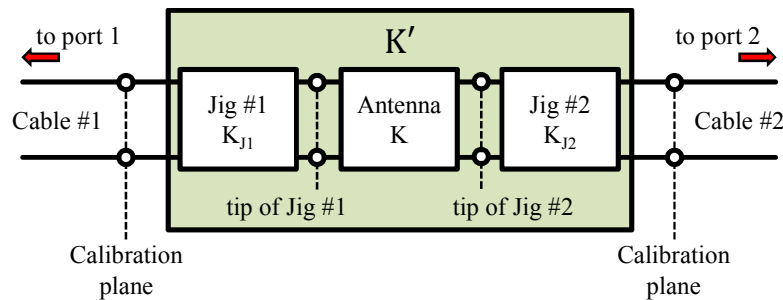 to port 1
K′
to port 2
Cable #1
Jig #1
K_J1
Antenna
K
Jig #2
K_J2
Cable #2
tip of Jig #1
tip of Jig #2
Calibration
plane
Calibration
plane